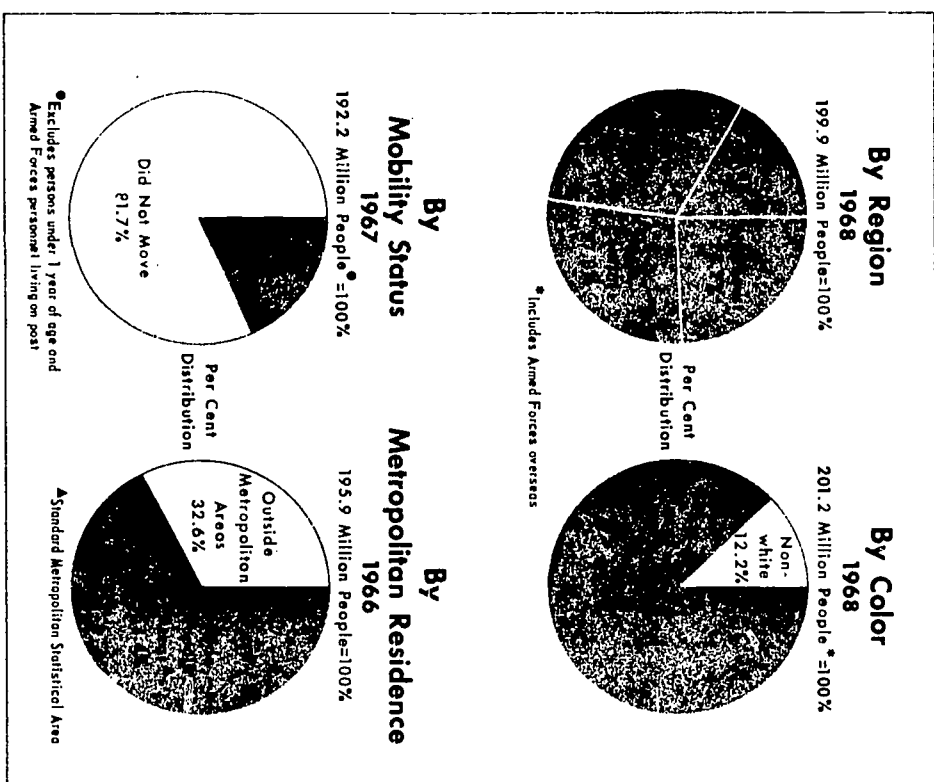 By Region
1968
199.9 Million People=100%
By Color
1968
201.2 Million People*=100%
Non-
white
12.2%
Per Cent
Distribution
*Includes Armed Forces overseas
By
Mobility Status
1967
192.2 Million People●=100%
Did Not Move
81.7%
●Excludes persons under 1 year of age and
Armed Forces personnel living on post
By
Metropolitan Residence
1966
195.9 Million People=100%
Outside
Metropolitan
Areas
32.6%
Per Cent
Distribution
▲Standard Metropolitan Statistical Area